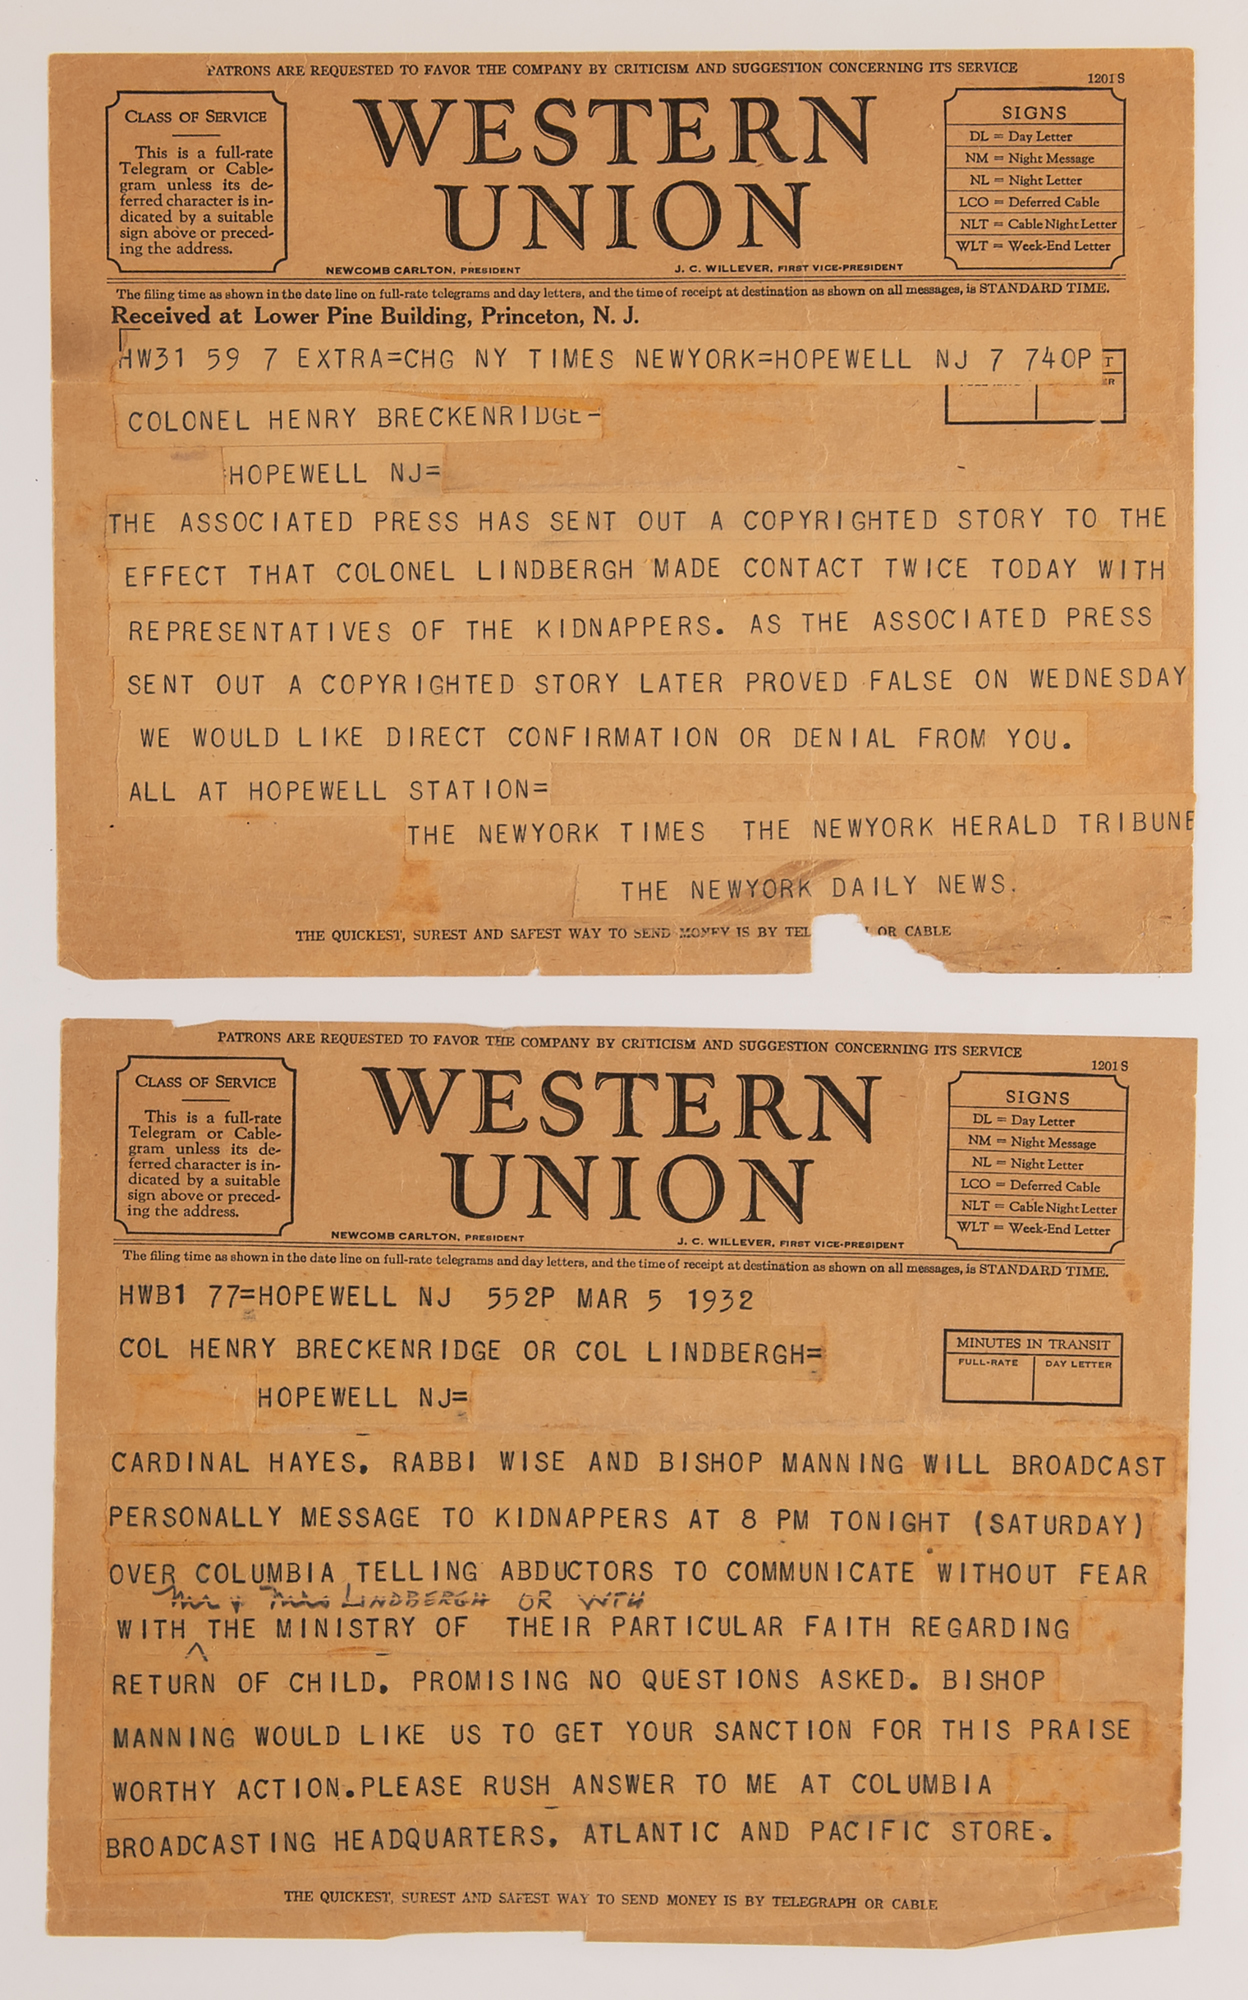 PATRONS ARE REQUESTED TO FAVOR THE COMPANY BY CRITICISM AND SUGGESTION CONCERNING ITS SERVICE
1201 S
CLASS OF SERVICE
This is a full-rate
Telegram or Cable-
gram unless its de-
ferred character is in-
dicated by a suitable
sign above or preced-
ing the address.
WESTERN
UNION
NEWCOMB CARLTON, PRESIDENT
J. C. WILLEVER, FIRST VICE-PRESIDENT
SIGNS
DL = Day Letter
NM = Night Message
NL = Night Letter
LCO = Deferred Cable
NLT = Cable Night Letter
WLT = Week-End Letter
The filing time as shown in the date line on full-rate telegrams and day letters, and the time of receipt at destination as shown on all messages, is STANDARD TIME.
Received at Lower Pine Building, Princeton, N. J.
HW31 59 7 EXTRA=CHG NY TIMES NEWYORK=HOPEWELL NJ 7 740P
COLONEL HENRY BRECKENRIDGE=
HOPEWELL NJ=
THE ASSOCIATED PRESS HAS SENT OUT A COPYRIGHTED STORY TO THE
EFFECT THAT COLONEL LINDBERGH MADE CONTACT TWICE TODAY WITH
REPRESENTATIVES OF THE KIDNAPPERS. AS THE ASSOCIATED PRESS
SENT OUT A COPYRIGHTED STORY LATER PROVED FALSE ON WEDNESDAY
WE WOULD LIKE DIRECT CONFIRMATION OR DENIAL FROM YOU.
ALL AT HOPEWELL STATION=
THE NEWYORK TIMES THE NEWYORK HERALD TRIBUNE
THE NEWYORK DAILY NEWS.
THE QUICKEST, SUREST AND SAFEST WAY TO SEND MONEY IS BY TEL OR CABLE
PATRONS ARE REQUESTED TO FAVOR THE COMPANY BY CRITICISM AND SUGGESTION CONCERNING ITS SERVICE
1201 S
CLASS OF SERVICE
This is a full-rate
Telegram or Cable-
gram unless its de-
ferred character is in-
dicated by a suitable
sign above or preced-
ing the address.
WESTERN
UNION
NEWCOMB CARLTON, PRESIDENT
J. C. WILLEVER, FIRST VICE-PRESIDENT
SIGNS
DL = Day Letter
NM = Night Message
NL = Night Letter
LCO = Deferred Cable
NLT = Cable Night Letter
WLT = Week-End Letter
The filing time as shown in the date line on full-rate telegrams and day letters, and the time of receipt at destination as shown on all messages, is STANDARD TIME.
HWB1 77=HOPEWELL NJ 552P MAR 5 1932
COL HENRY BRECKENRIDGE OR COL LINDBERGH=
HOPEWELL NJ=
MINUTES IN TRANSIT
FULL-RATE DAY LETTER
CARDINAL HAYES, RABBI WISE AND BISHOP MANNING WILL BROADCAST
PERSONALLY MESSAGE TO KIDNAPPERS AT 8 PM TONIGHT (SATURDAY)
OVER COLUMBIA TELLING ABDUCTORS TO COMMUNICATE WITHOUT FEAR
LINDBERGH OR WITH
WITH THE MINISTRY OF THEIR PARTICULAR FAITH REGARDING
RETURN OF CHILD, PROMISING NO QUESTIONS ASKED. BISHOP
MANNING WOULD LIKE US TO GET YOUR SANCTION FOR THIS PRAISE
WORTHY ACTION.PLEASE RUSH ANSWER TO ME AT COLUMBIA
BROADCASTING HEADQUARTERS, ATLANTIC AND PACIFIC STORE.
THE QUICKEST, SUREST AND SAFEST WAY TO SEND MONEY IS BY TELEGRAPH OR CABLE